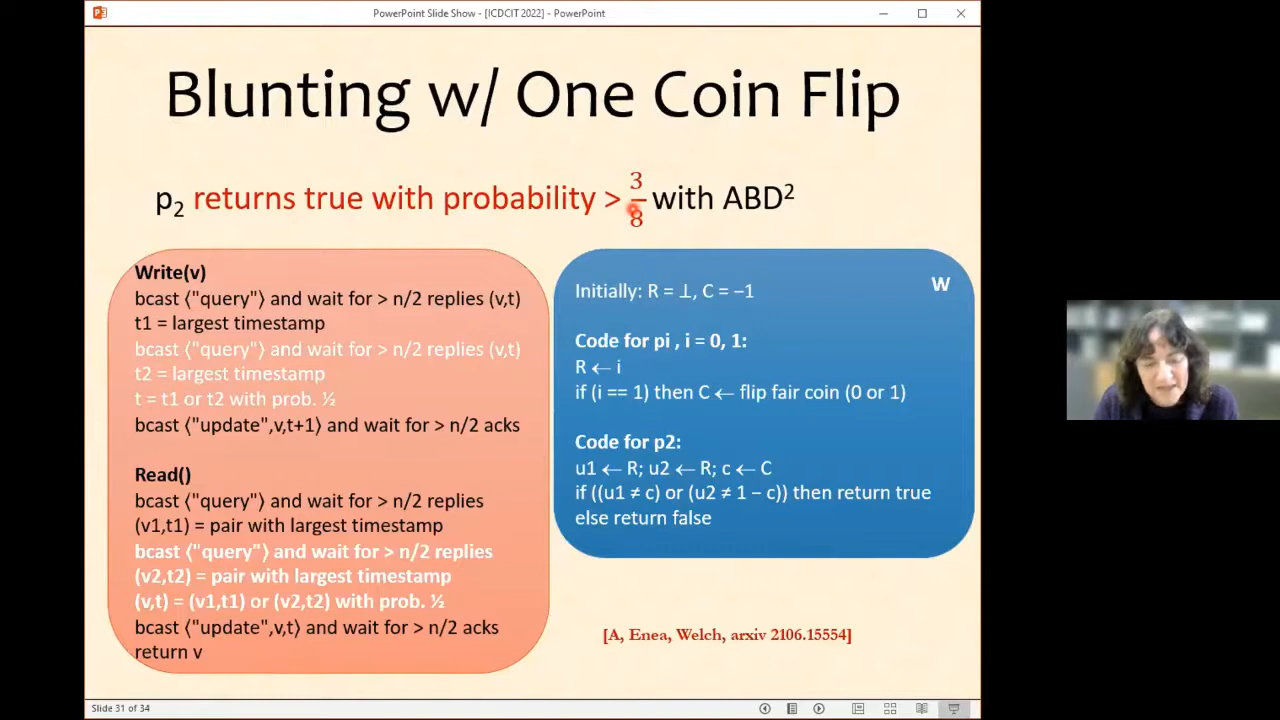 PowerPoint Slide Show - [ICDCIT 2022] - PowerPoint
Blunting w/ One Coin Flip
p₂ returns true with probability > 3/8 with ABD²
Write(v)
bcast ⟨"query"⟩ and wait for > n/2 replies (v,t)
t1 = largest timestamp
bcast ⟨"query"⟩ and wait for > n/2 replies (v,t)
t2 = largest timestamp
t = t1 or t2 with prob. ½
bcast ⟨"update",v,t+1⟩ and wait for > n/2 acks
Read()
bcast ⟨"query"⟩ and wait for > n/2 replies
(v1,t1) = pair with largest timestamp
bcast ⟨"query"⟩ and wait for > n/2 replies
(v2,t2) = pair with largest timestamp
(v,t) = (v1,t1) or (v2,t2) with prob. ½
bcast ⟨"update",v,t⟩ and wait for > n/2 acks
return v
W
Initially: R = ⊥, C = −1
Code for pi , i = 0, 1:
R ← i
if (i == 1) then C ← flip fair coin (0 or 1)
Code for p2:
u1 ← R; u2 ← R; c ← C
if ((u1 ≠ c) or (u2 ≠ 1 − c)) then return true
else return false
[A, Enea, Welch, arxiv 2106.15554]
Slide 31 of 34